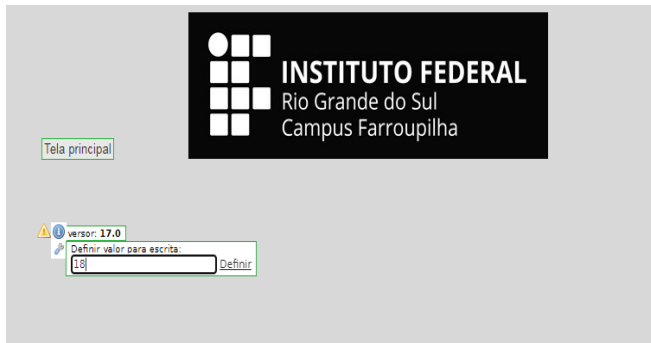 INSTITUTO FEDERAL
Rio Grande do Sul
Campus Farroupilha
Tela principal
versor: 17.0
Definir valor para escrita:
18
Definir